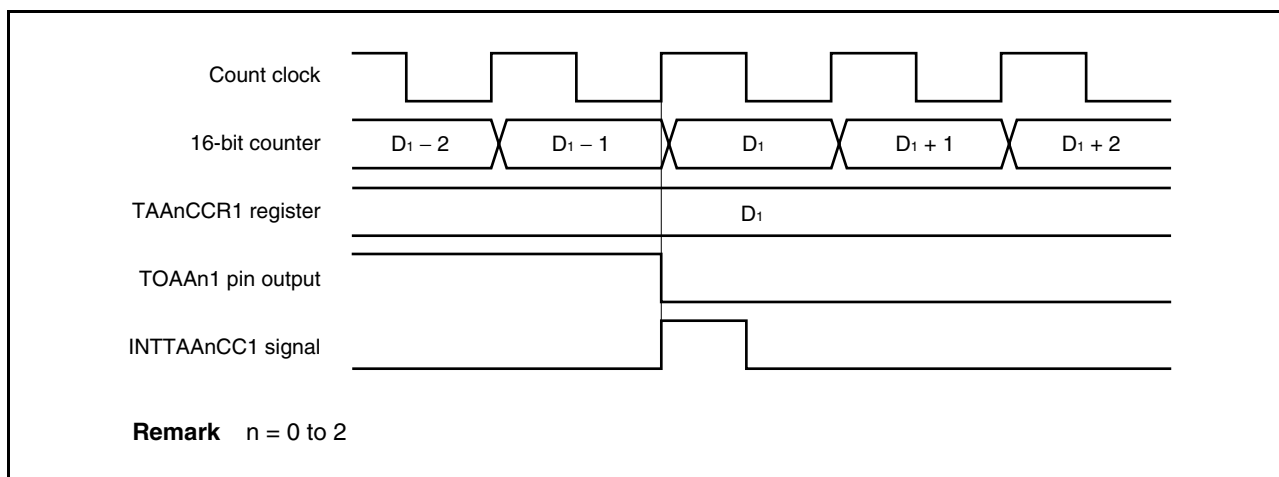 Count clock
16-bit counter D₁ − 2 D₁ − 1 D₁ D₁ + 1 D₁ + 2
TAAnCCR1 register D₁
TOAAn1 pin output
INTTAAnCC1 signal
Remark n = 0 to 2